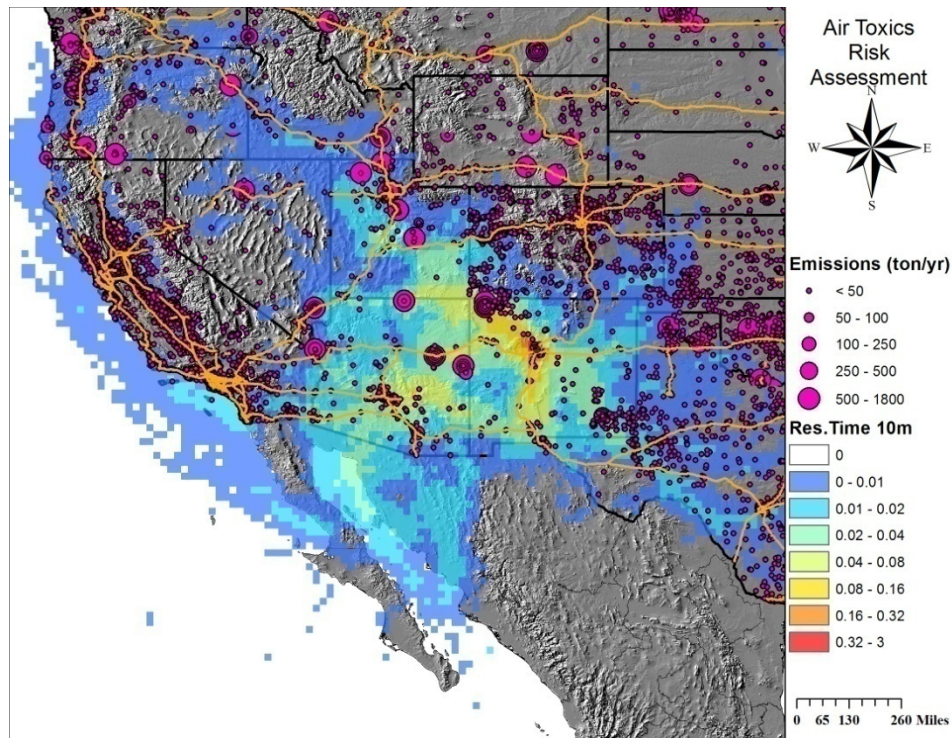 Air Toxics
Risk
Assessment
N
W
E
S
Emissions (ton/yr)
< 50
50 - 100
100 - 250
250 - 500
500 - 1800
Res.Time 10m
0
0 - 0.01
0.01 - 0.02
0.02 - 0.04
0.04 - 0.08
0.08 - 0.16
0.16 - 0.32
0.32 - 3
0 65 130 260 Miles